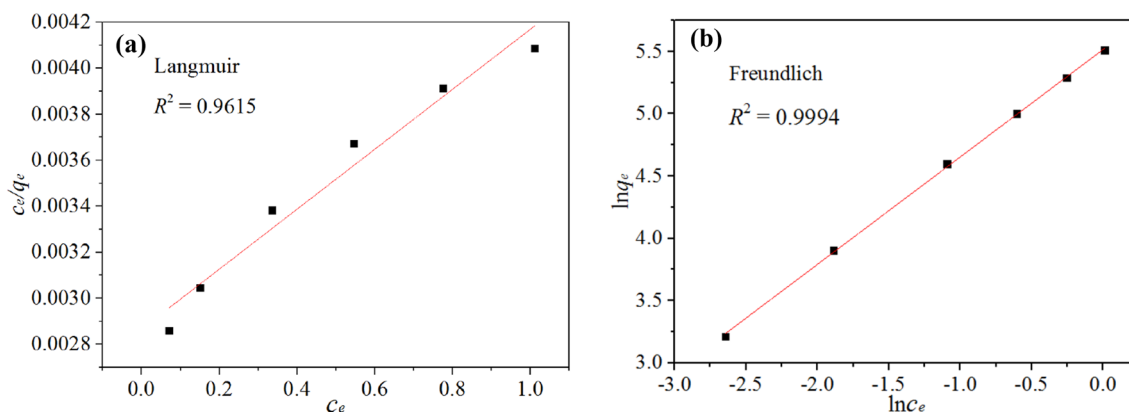 (a)
Langmuir
R² = 0.9615
cₑ/qₑ
0.0042
0.0040
0.0038
0.0036
0.0034
0.0032
0.0030
0.0028
0.0 0.2 0.4 0.6 0.8 1.0
cₑ
(b)
Freundlich
R² = 0.9994
lnqₑ
5.5
5.0
4.5
4.0
3.5
3.0
-3.0 -2.5 -2.0 -1.5 -1.0 -0.5 0.0
lncₑ